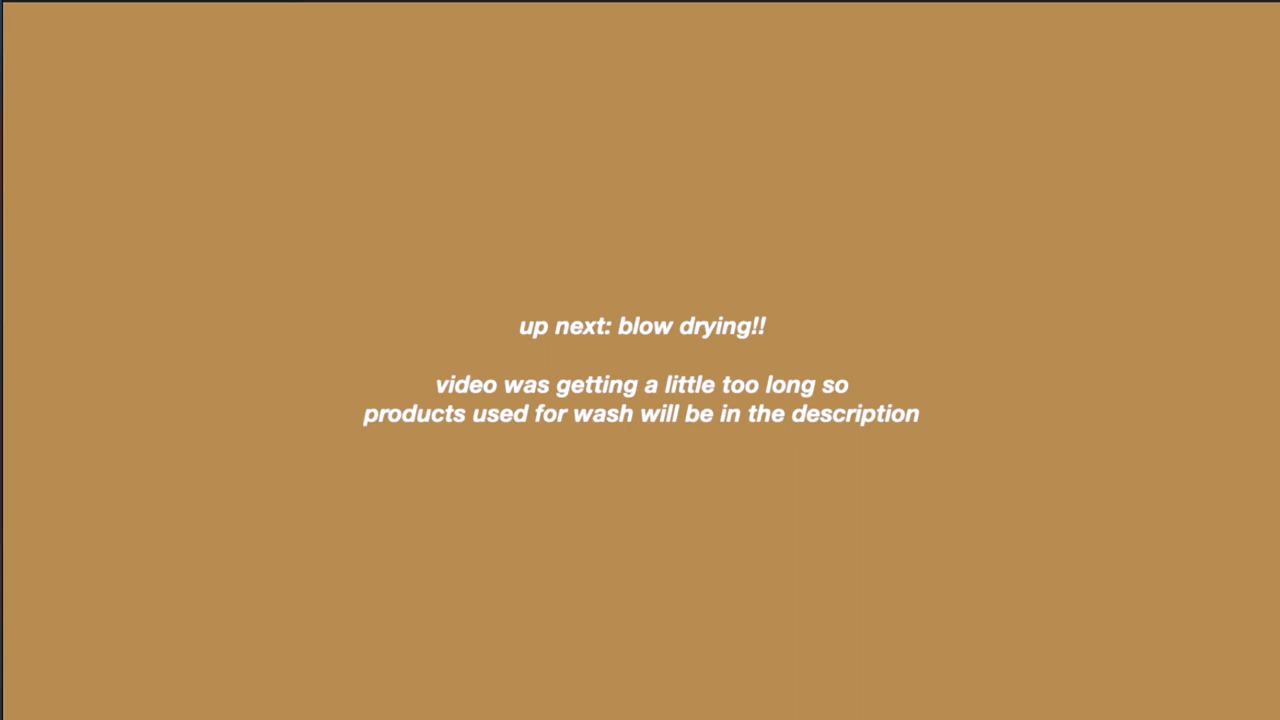 up next: blow drying!!
video was getting a little too long so
products used for wash will be in the description